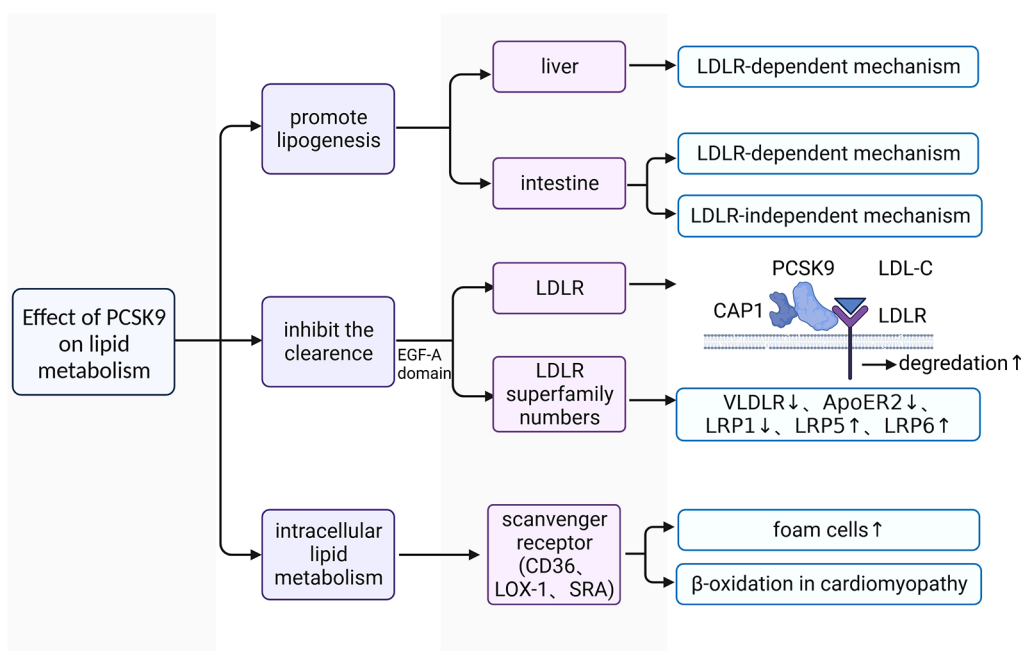 Effect of PCSK9
on lipid
metabolism
promote
lipogenesis
liver
LDLR-dependent mechanism
intestine
LDLR-dependent mechanism
LDLR-independent mechanism
inhibit the
clearence
EGF-A
domain
LDLR
PCSK9
LDL-C
CAP1
LDLR
degredation↑
LDLR
superfamily
numbers
VLDLR↓、ApoER2↓、
LRP1↓、LRP5↑、LRP6↑
intracellular
lipid
metabolism
scanvenger
receptor
(CD36、
LOX-1、SRA)
foam cells↑
β-oxidation in cardiomyopathy